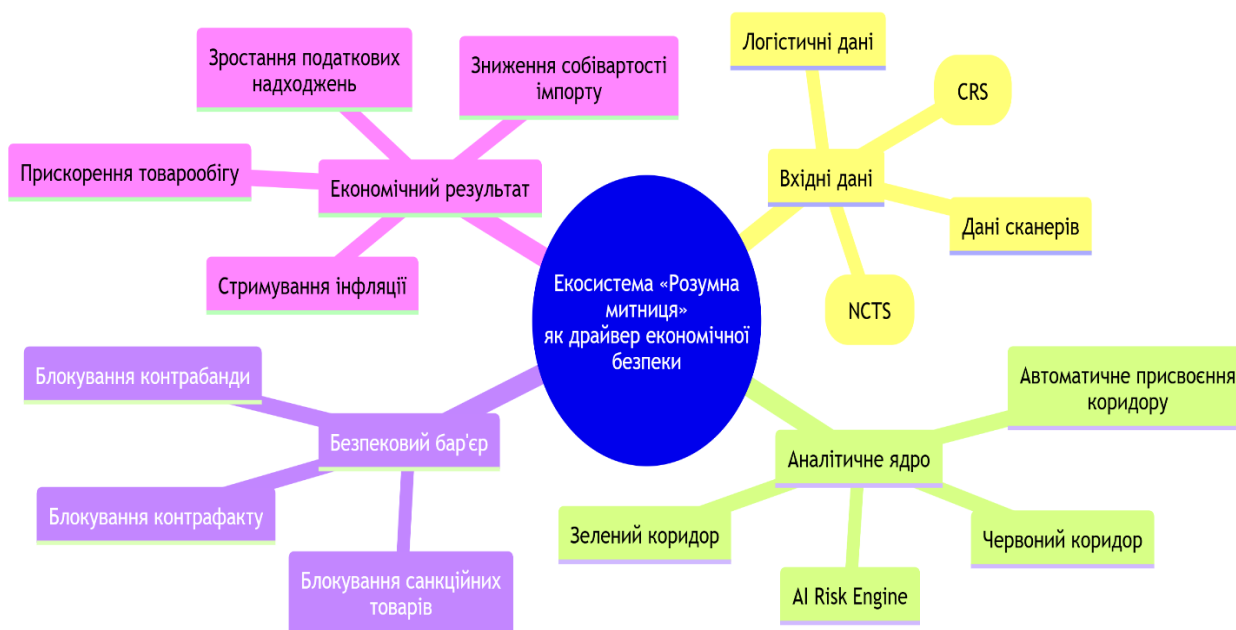 Зростання податкових
надходжень
Зниження собівартості
імпорту
Прискорення товарообігу
Економічний результат
Стримування інфляції
Логістичні дані
CRS
Вхідні дані
Дані сканерів
NCTS
Екосистема «Розумна
митниця»
як драйвер економічної
безпеки
Блокування контрабанди
Безпековий бар'єр
Блокування контрафакту
Блокування санкційних
товарів
Автоматичне присвоєння
коридору
Аналітичне ядро
Зелений коридор
Червоний коридор
AI Risk Engine